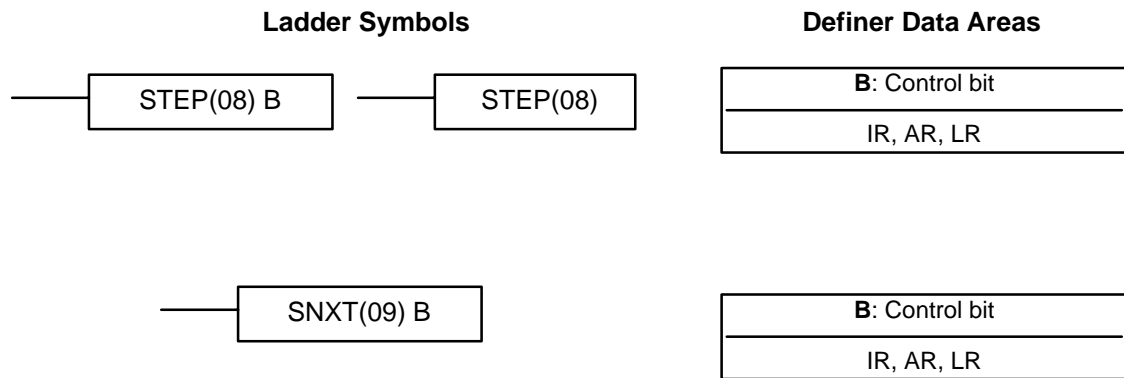 Ladder Symbols
Definer Data Areas
STEP(08) B
STEP(08)
B: Control bit
IR, AR, LR
SNXT(09) B
B: Control bit
IR, AR, LR